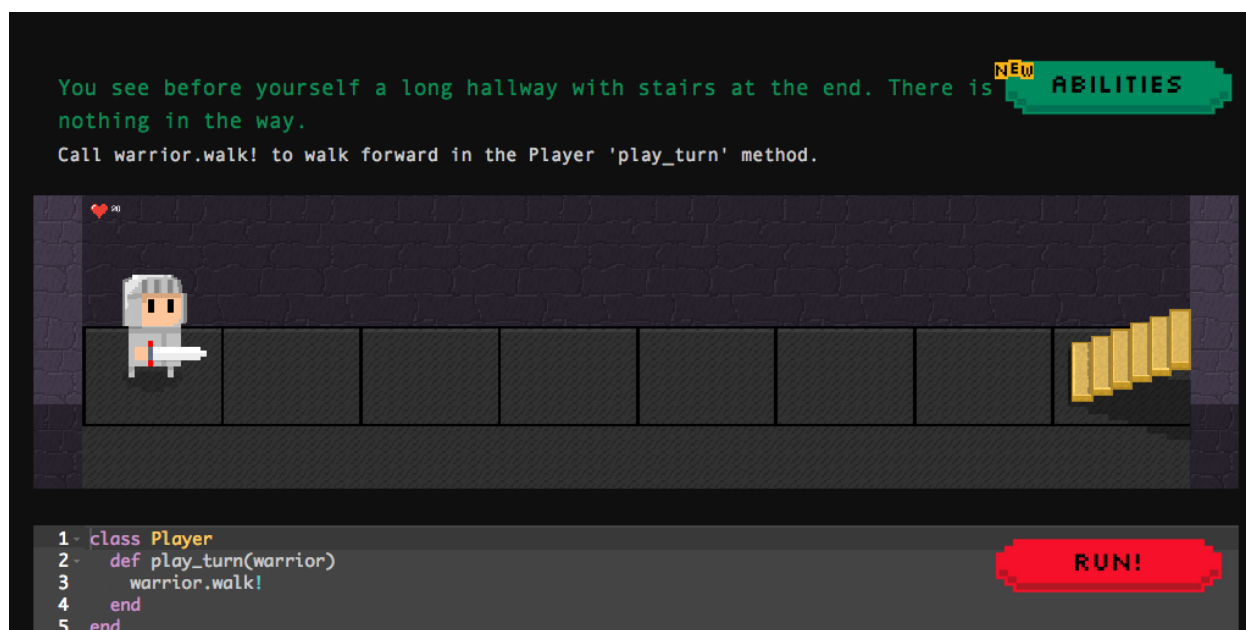 You see before yourself a long hallway with stairs at the end. There is
nothing in the way.
NEW
ABILITIES
Call warrior.walk! to walk forward in the Player 'play_turn' method.
20
1 class Player
2 def play_turn(warrior)
3 warrior.walk!
4 end
5 end
RUN!